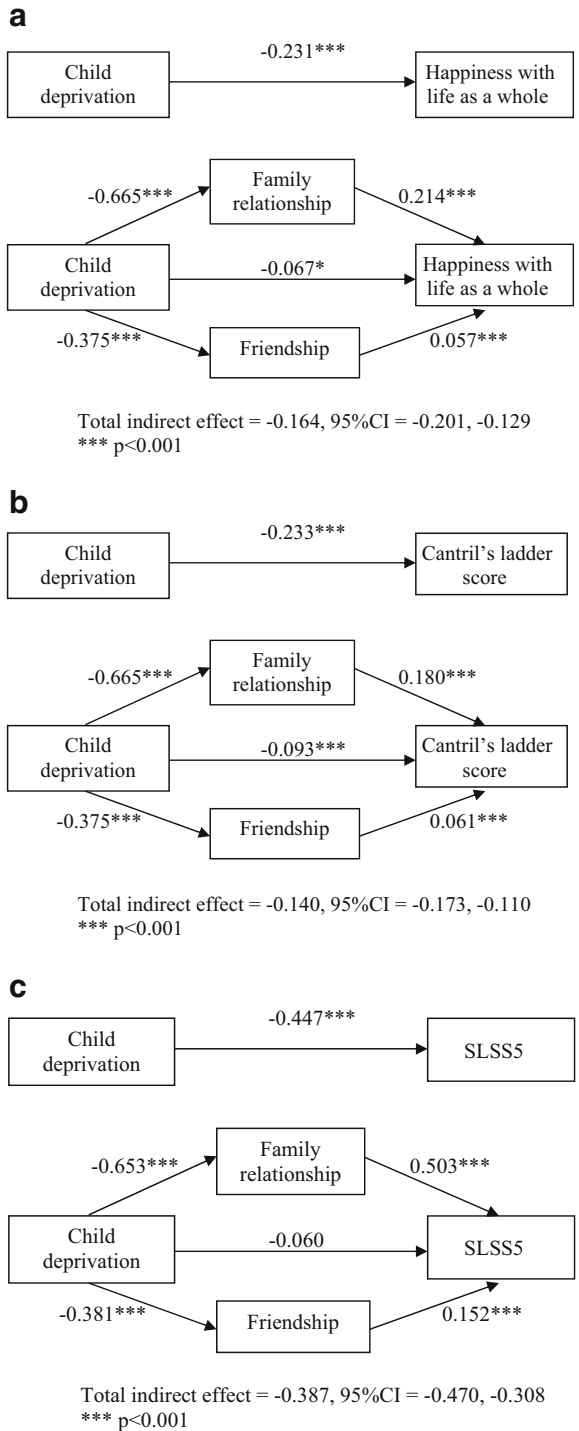 a
-0.231***
Child
deprivation
Happiness with
life as a whole
Family
relationship
-0.665***
0.214***
Child
deprivation
-0.067*
Happiness with
life as a whole
-0.375***
Friendship
0.057***
Total indirect effect = -0.164, 95%CI = -0.201, -0.129
*** p<0.001
b
-0.233***
Child
deprivation
Cantril's ladder
score
Family
relationship
-0.665***
0.180***
Child
deprivation
-0.093***
Cantril's ladder
score
-0.375***
Friendship
0.061***
Total indirect effect = -0.140, 95%CI = -0.173, -0.110
*** p<0.001
c
-0.447***
Child
deprivation
SLSS5
Family
relationship
-0.653***
0.503***
Child
deprivation
-0.060
SLSS5
-0.381***
Friendship
0.152***
Total indirect effect = -0.387, 95%CI = -0.470, -0.308
*** p<0.001